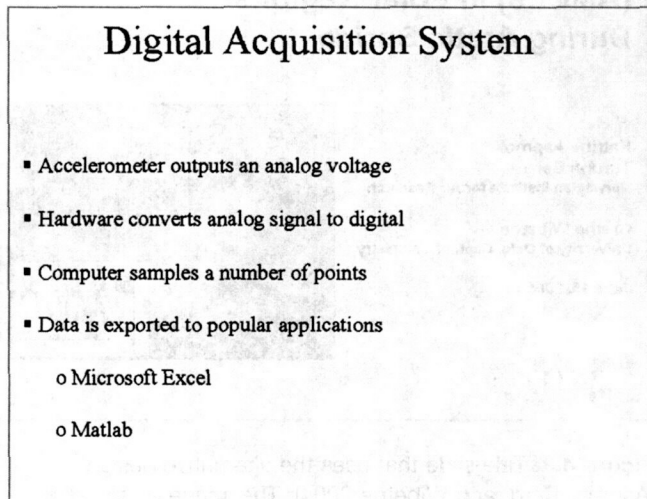 Digital Acquisition System
▪ Accelerometer outputs an analog voltage
▪ Hardware converts analog signal to digital
▪ Computer samples a number of points
▪ Data is exported to popular applications
o Microsoft Excel
o Matlab